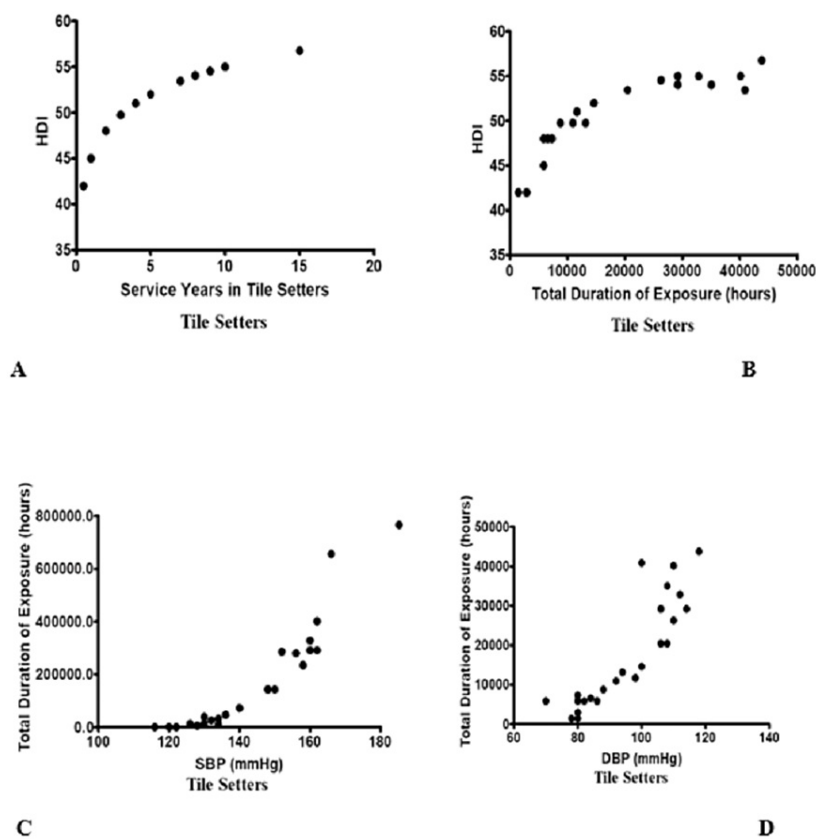 60
55
50
45
40
35
HDI
0
5
10
15
20
Service Years in Tile Setters
Tile Setters
A
60
55
50
45
40
35
HDI
0
10000
20000
30000
40000
50000
Total Duration of Exposure (hours)
Tile Setters
B
800000.0
600000.0
400000.0
200000.0
0.0
Total Duration of Exposure (hours)
100
120
140
160
180
SBP (mmHg)
Tile Setters
C
50000
40000
30000
20000
10000
0
Total Duration of Exposure (hours)
60
80
100
120
140
DBP (mmHg)
Tile Setters
D